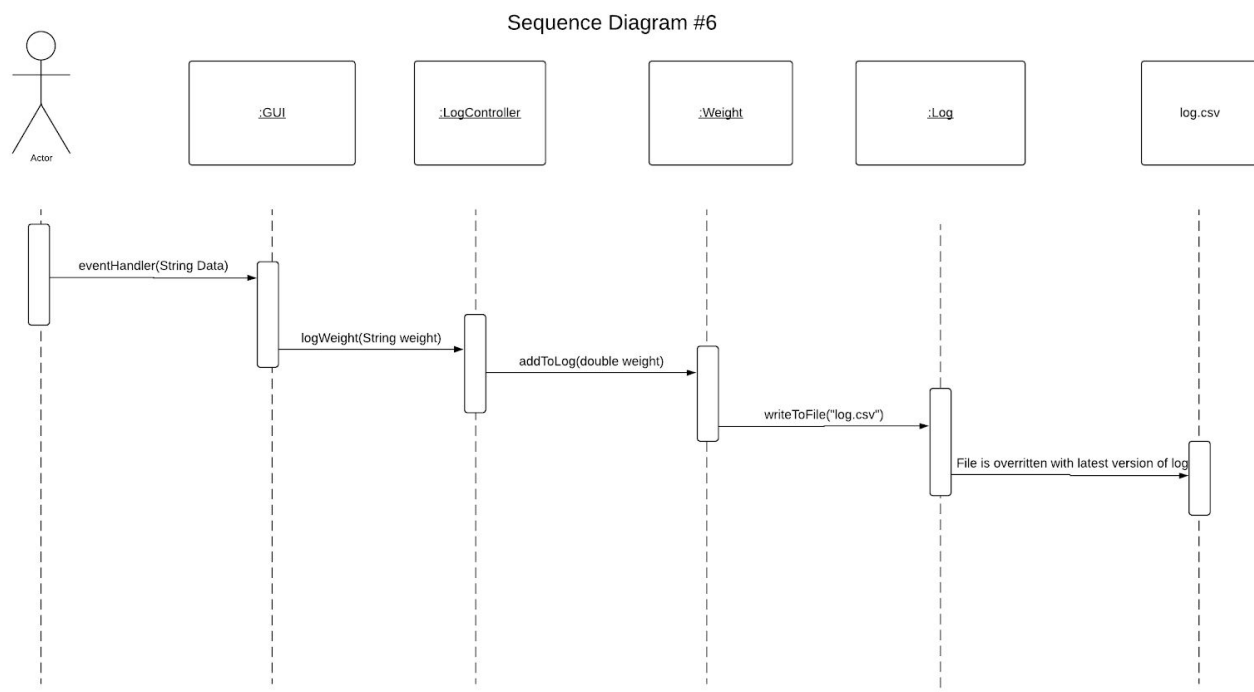 Sequence Diagram #6
Actor
:GUI
:LogController
:Weight
:Log
log.csv
eventHandler(String Data)
logWeight(String weight)
addToLog(double weight)
writeToFile("log.csv")
File is overritten with latest version of log